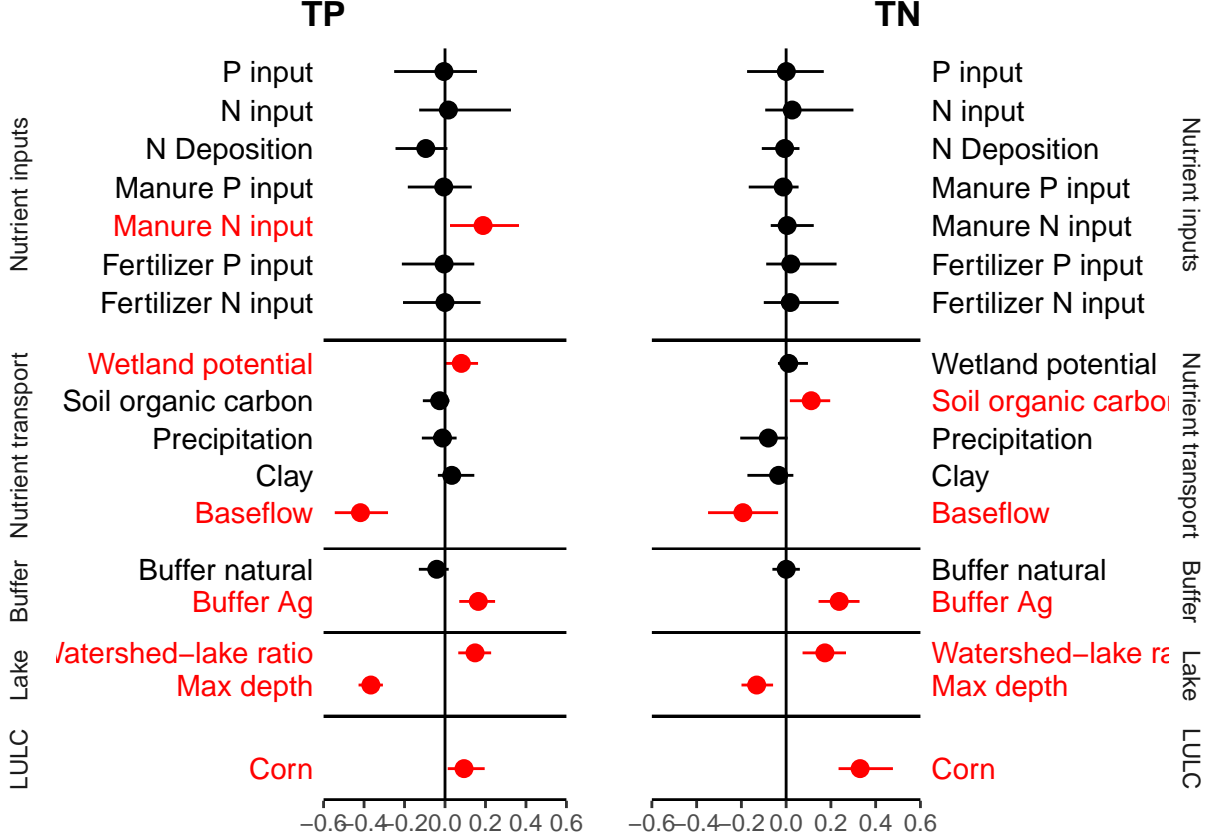 TP
TN
Nutrient inputs
P input
N input
N Deposition
Manure P input
Manure N input
Fertilizer P input
Fertilizer N input
Nutrient transport
Wetland potential
Soil organic carbon
Precipitation
Clay
Baseflow
Buffer
Buffer natural
Buffer Ag
Lake
Watershed−lake ratio
Max depth
LULC
Corn
−0.6−0.4−0.20.0 0.2 0.4 0.6
P input
N input
N Deposition
Manure P input
Manure N input
Fertilizer P input
Fertilizer N input
Nutrient inputs
Wetland potential
Soil organic carbon
Precipitation
Clay
Baseflow
Nutrient transport
Buffer natural
Buffer Ag
Buffer
Watershed−lake ra
Max depth
Lake
Corn
LULC
−0.6−0.4−0.2 0.0 0.2 0.4 0.6